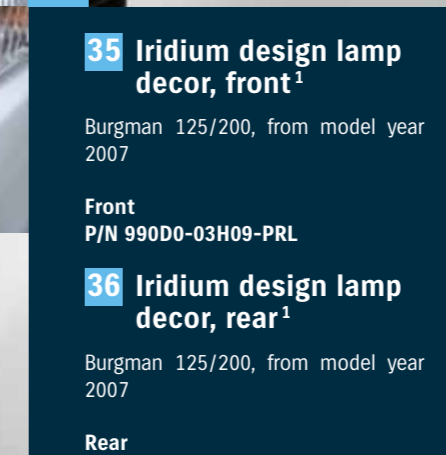 35 Iridium design lamp
decor, front¹
Burgman 125/200, from model year
2007
Front
P/N 990D0-03H09-PRL
36 Iridium design lamp
decor, rear¹
Burgman 125/200, from model year
2007
Rear